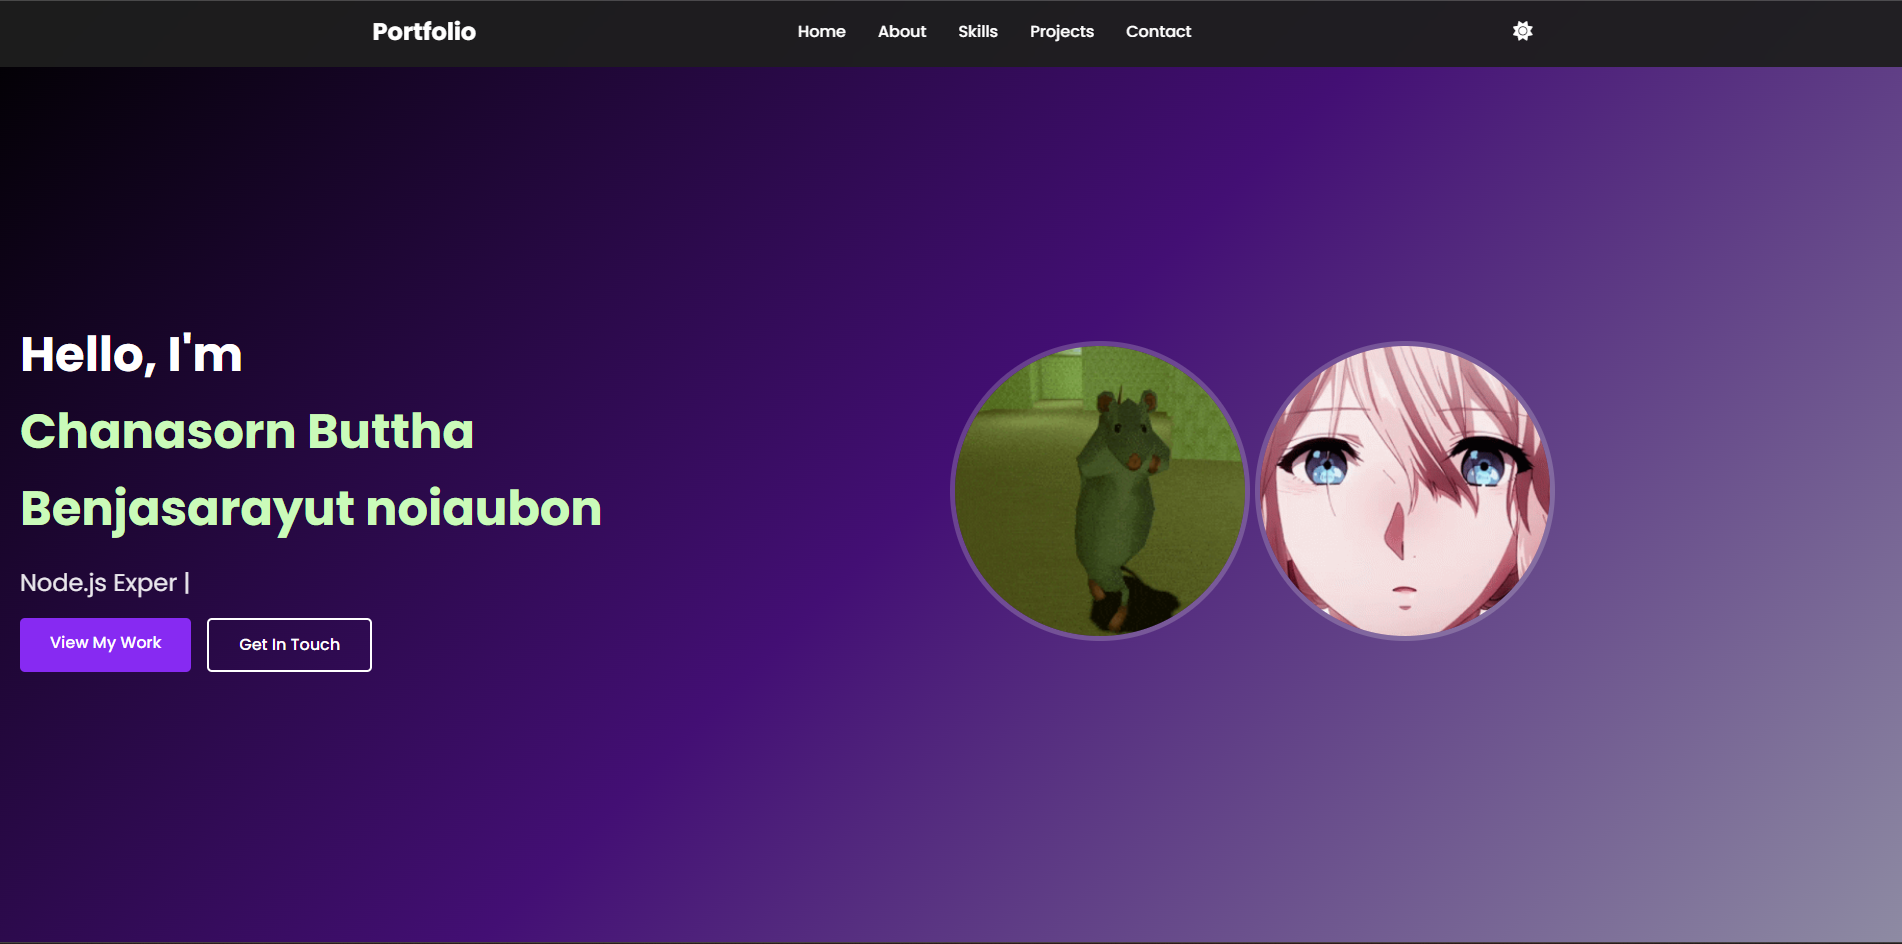 Portfolio
Home About Skills Projects Contact
Hello, I'm
Chanasorn Buttha
Benjasarayut noiaubon
Node.js Exper |
View My Work
Get In Touch